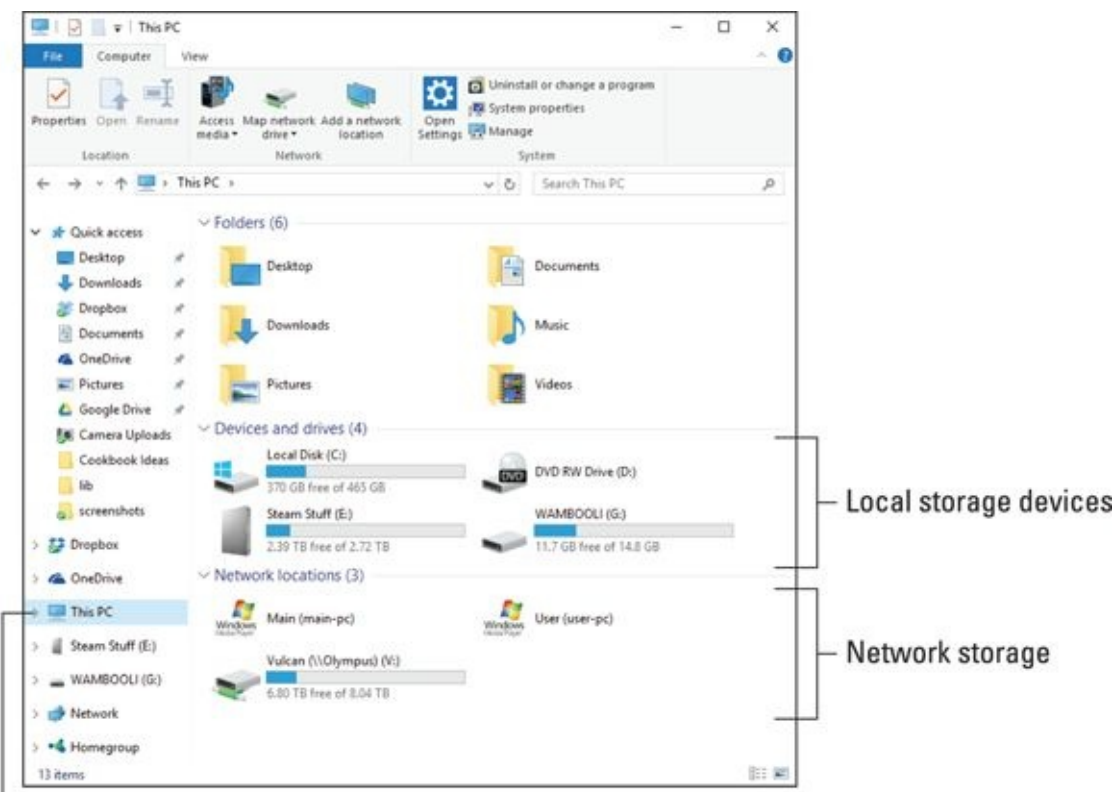 This PC
File Computer View
Properties Open Rename
Access media
Map network drive
Add a network location
Open Settings
Uninstall or change a program
System properties
Manage
Location Network System
This PC
Search This PC
Quick access
Desktop
Downloads
Dropbox
Documents
OneDrive
Pictures
Google Drive
Camera Uploads
Cookbook Ideas
lib
screenshots
Dropbox
OneDrive
This PC
Steam Stuff (E:)
WAMBOOLI (G:)
Network
Homegroup
13 items
Folders (6)
Desktop
Documents
Downloads
Music
Pictures
Videos
Devices and drives (4)
Local Disk (C:)
370 GB free of 465 GB
DVD
DVD RW Drive (D:)
Steam Stuff (E:)
2.39 TB free of 2.72 TB
WAMBOOLI (G:)
11.7 GB free of 14.8 GB
Network locations (3)
Windows
Media Player
Main (main-pc)
Windows
Media Player
User (user-pc)
Vulcan (\\Olympus) (V:)
6.80 TB free of 8.04 TB
Local storage devices
Network storage